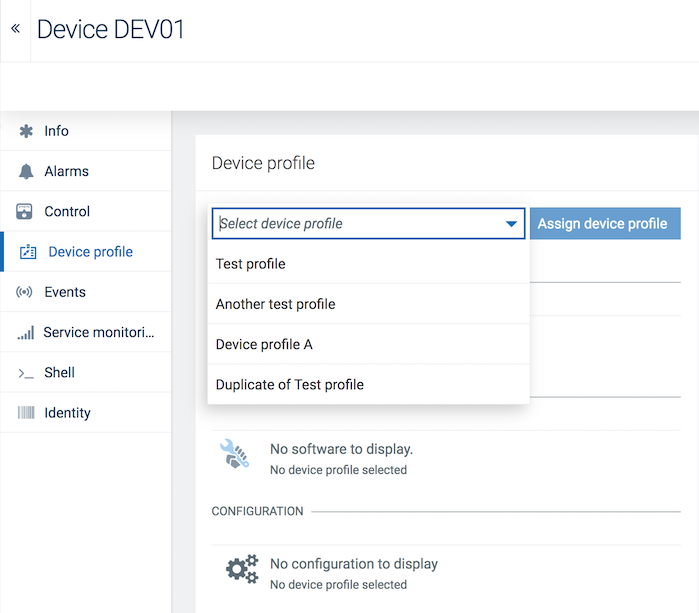 «
Device DEV01
Info
Alarms
Control
Device profile
Events
Service monitori...
Shell
Identity
Device profile
Select device profile
Assign device profile
Test profile
Another test profile
Device profile A
Duplicate of Test profile
No software to display.
No device profile selected
CONFIGURATION
No configuration to display
No device profile selected